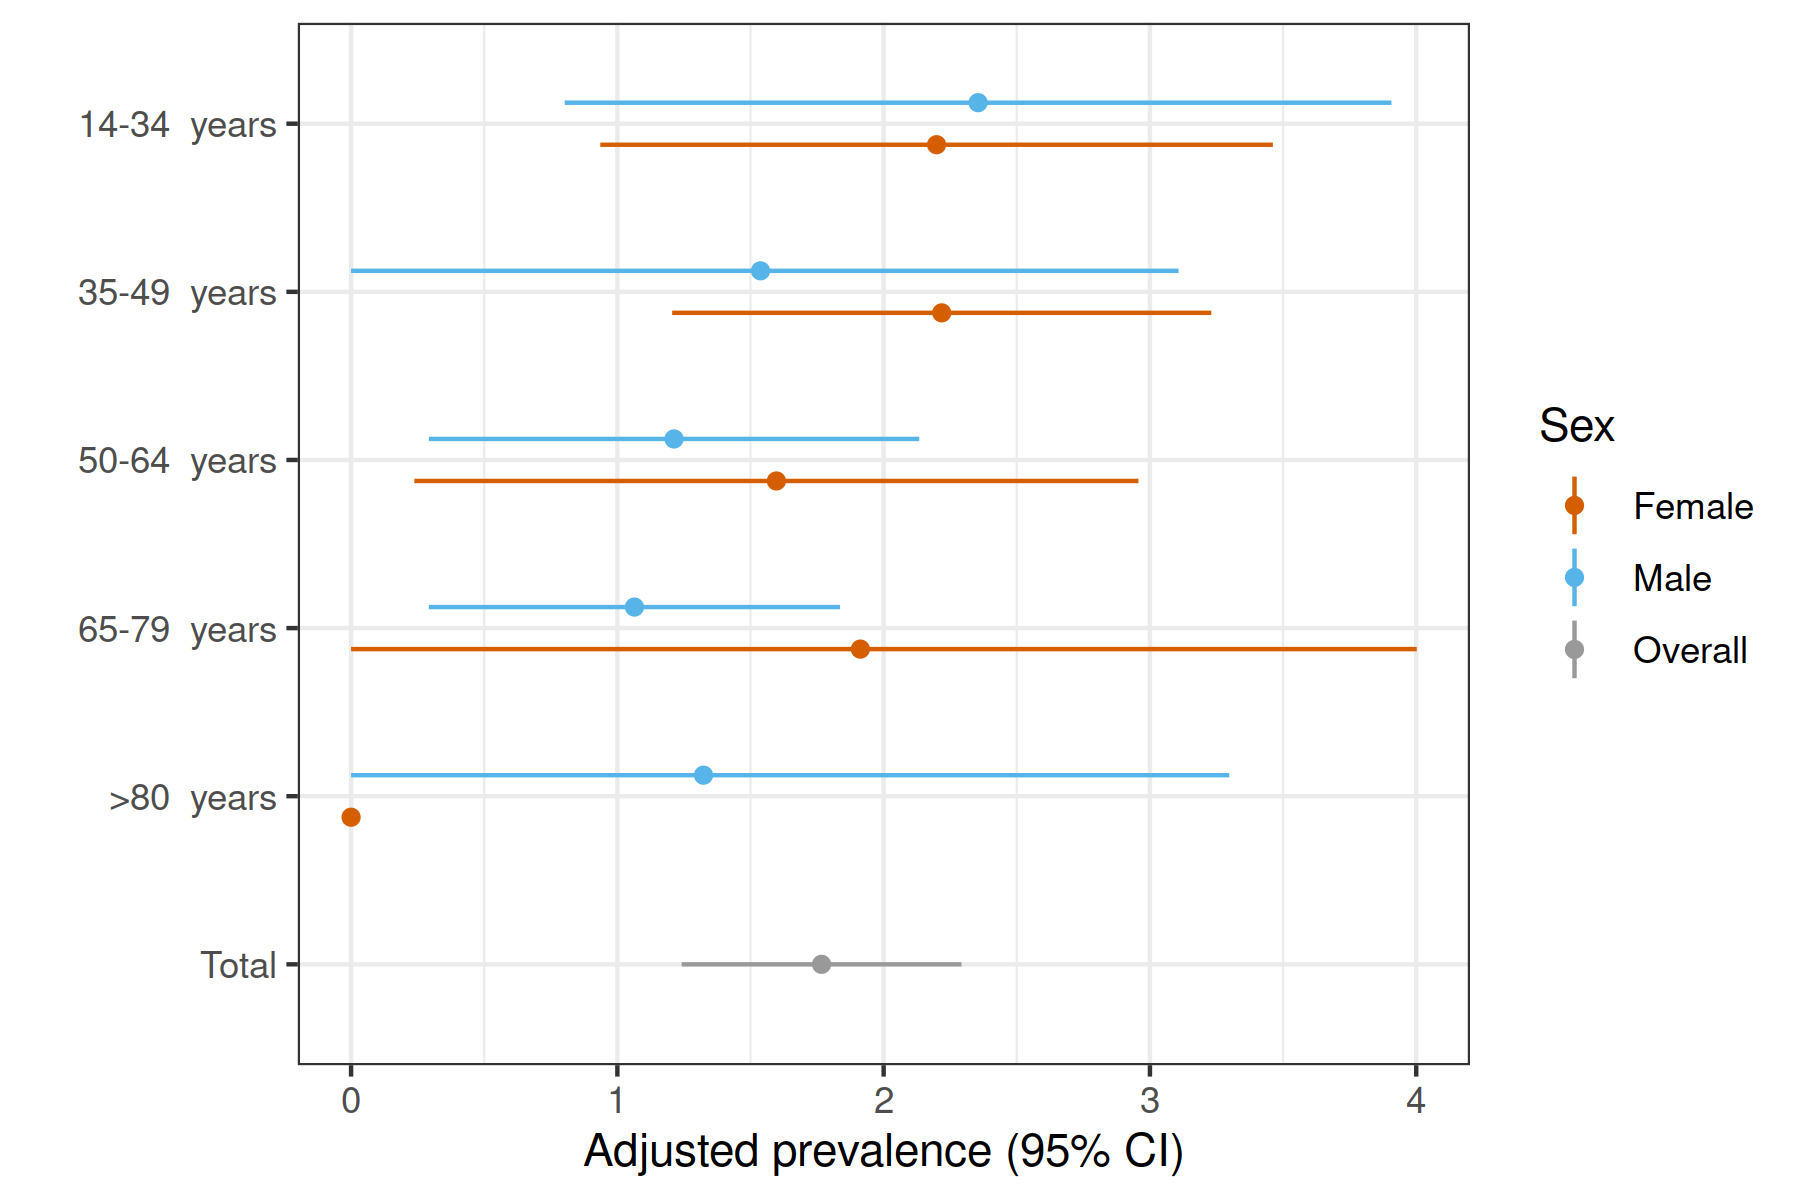 14-34 years
35-49 years
50-64 years
65-79 years
>80 years
Total
0 1 2 3 4
Adjusted prevalence (95% CI)
Sex
Female
Male
Overall